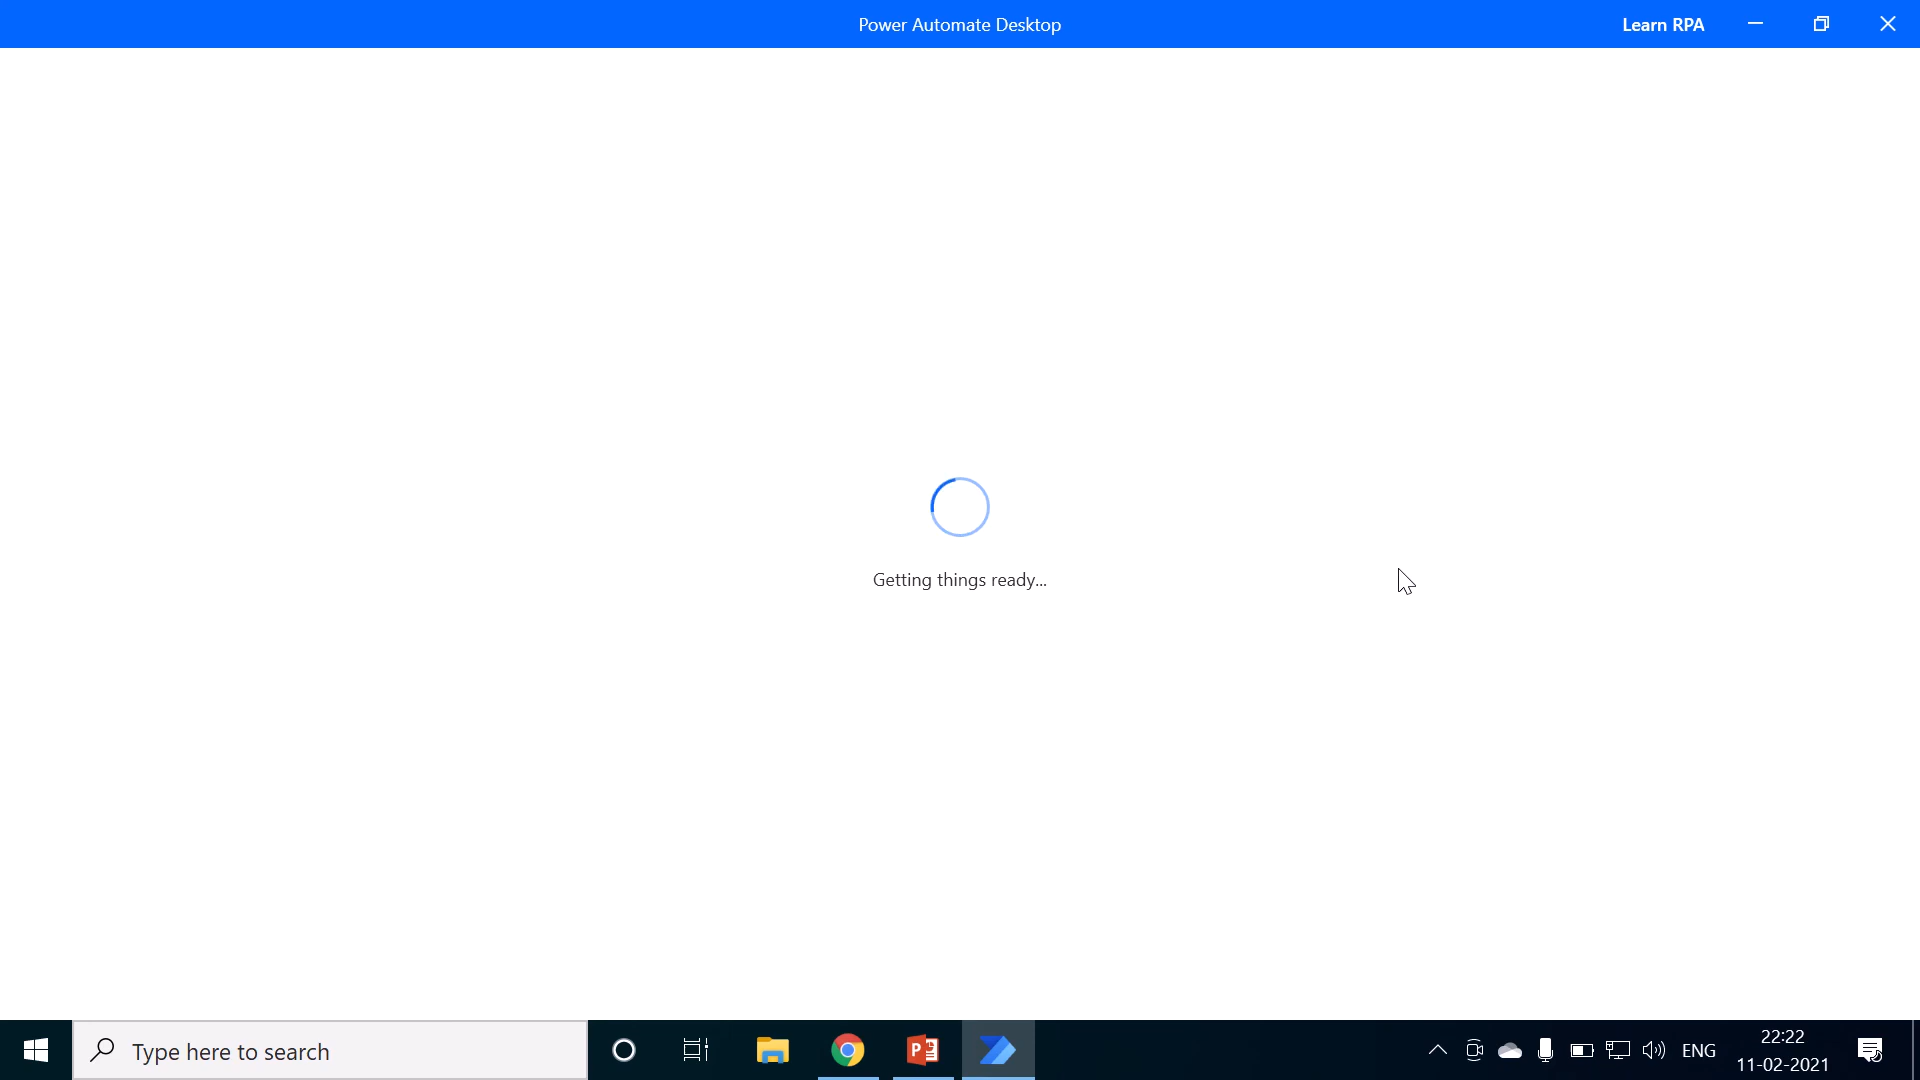 Power Automate Desktop
Learn RPA
Getting things ready...
Type here to search
P
ENG
22:22
11-02-2021